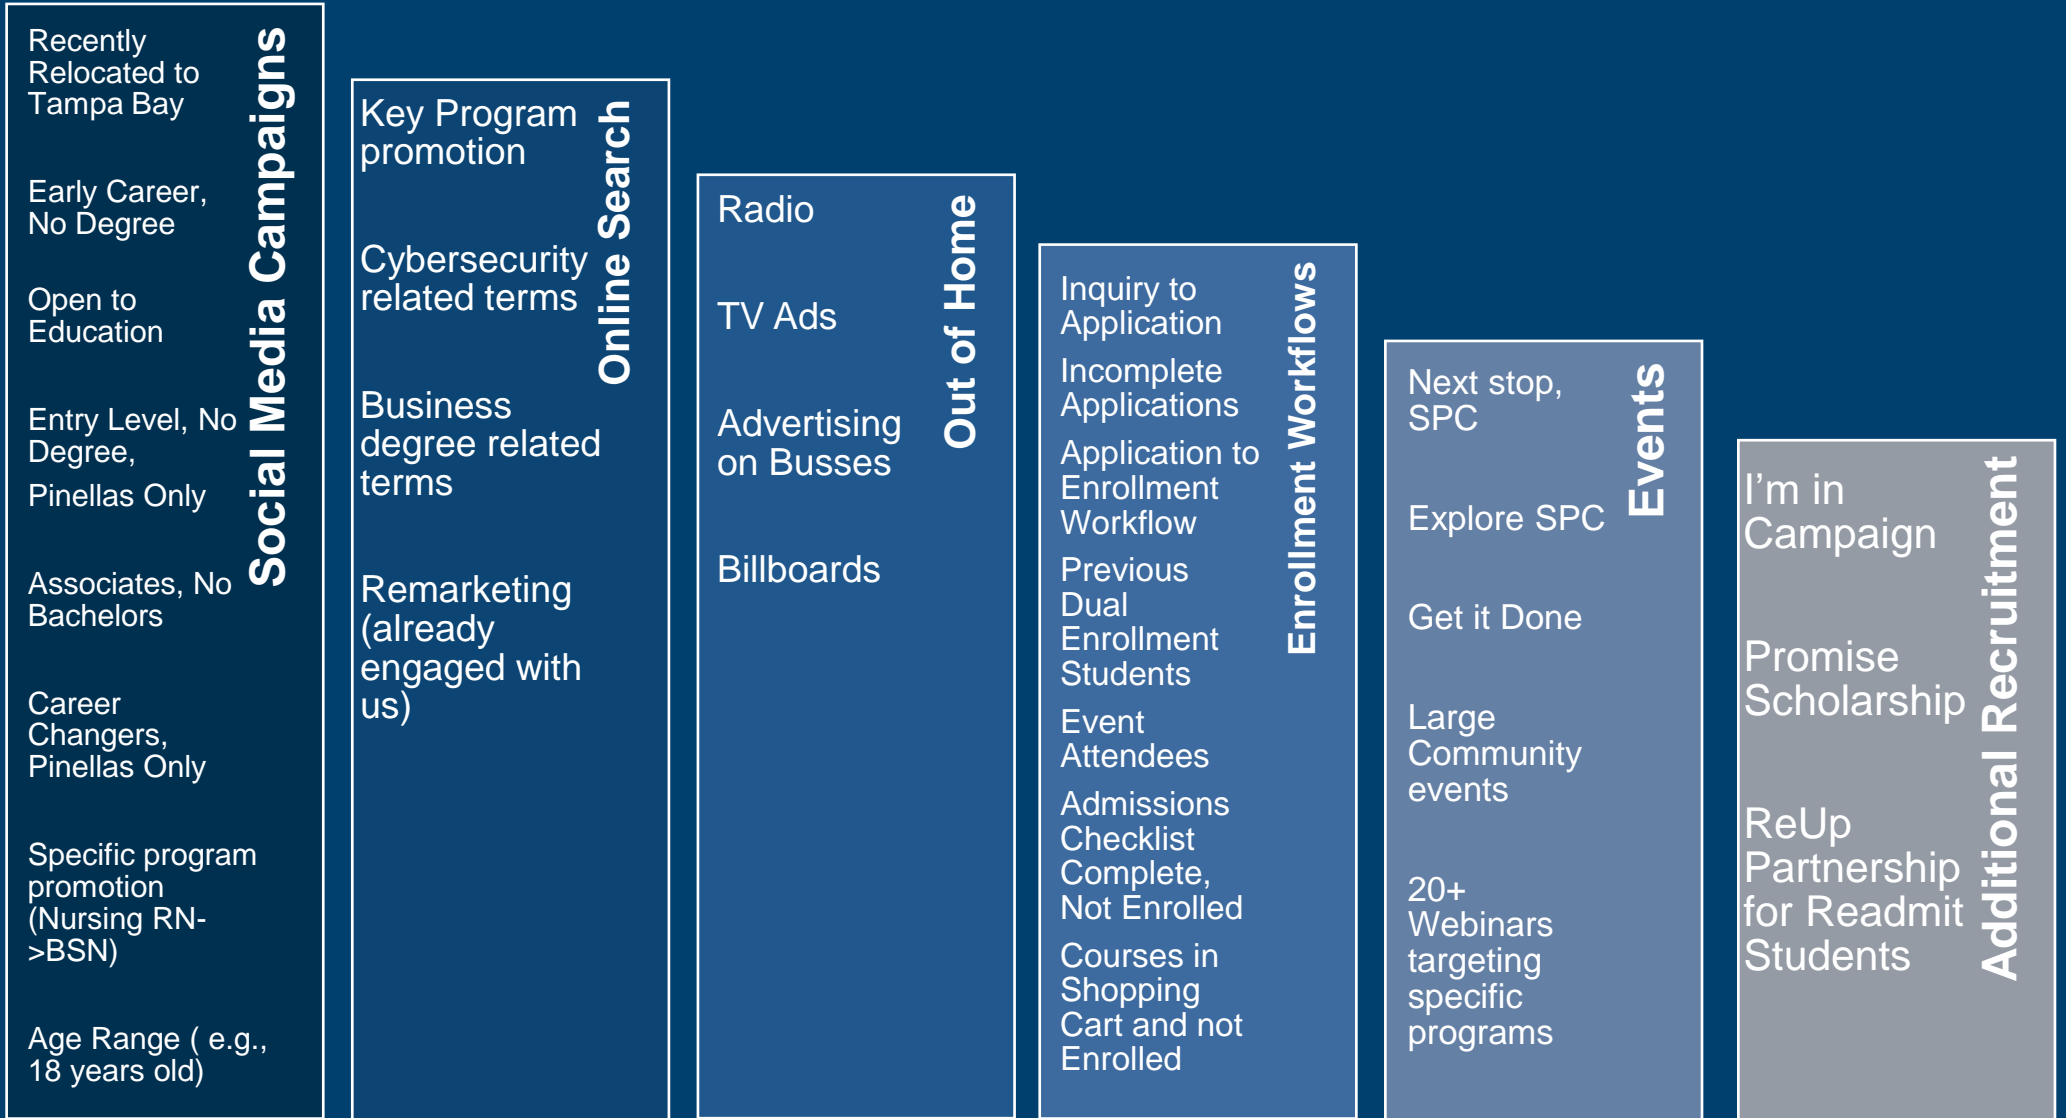 Social Media Campaigns
Recently
Relocated to
Tampa Bay
Early Career,
No Degree
Open to
Education
Entry Level, No
Degree,
Pinellas Only
Associates, No
Bachelors
Career
Changers,
Pinellas Only
Specific program
promotion
(Nursing RN-
>BSN)
Age Range ( e.g.,
18 years old)
Online Search
Key Program
promotion
Cybersecurity
related terms
Business
degree related
terms
Remarketing
(already
engaged with
us)
Out of Home
Radio
TV Ads
Advertising
on Busses
Billboards
Enrollment Workflows
Inquiry to
Application
Incomplete
Applications
Application to
Enrollment
Workflow
Previous
Dual
Enrollment
Students
Event
Attendees
Admissions
Checklist
Complete,
Not Enrolled
Courses in
Shopping
Cart and not
Enrolled
Events
Next stop,
SPC
Explore SPC
Get it Done
Large
Community
events
20+
Webinars
targeting
specific
programs
Additional Recruitment
I’m in
Campaign
Promise
Scholarship
ReUp
Partnership
for Readmit
Students